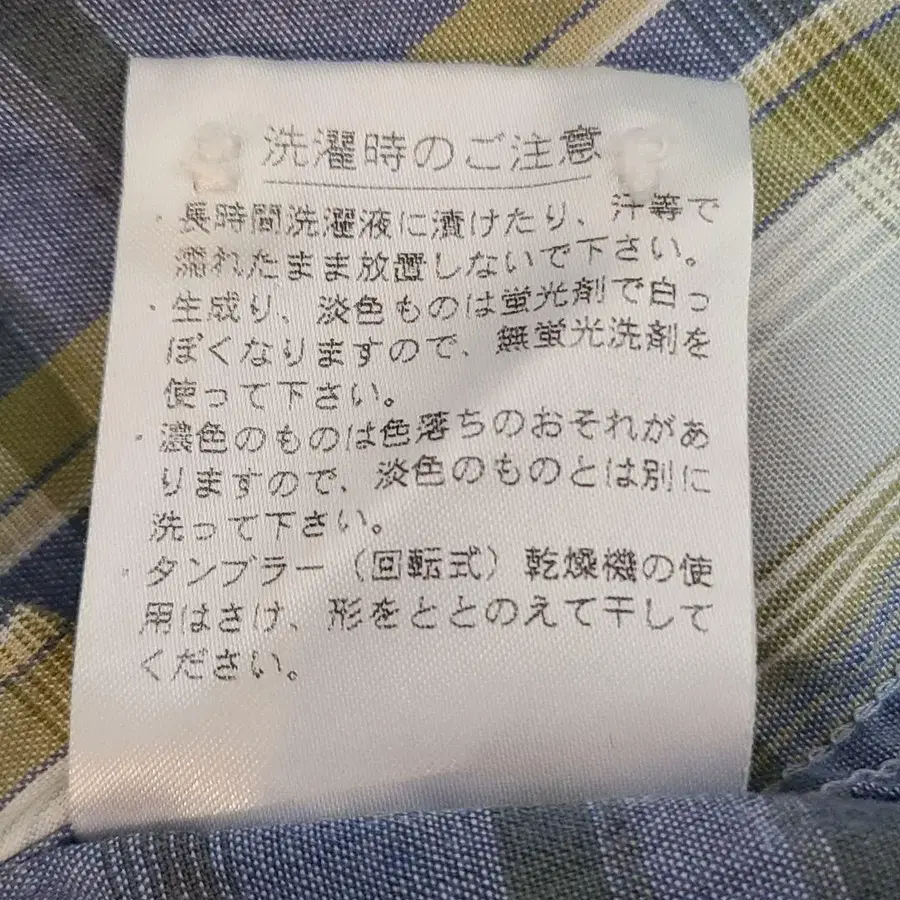 洗濯時のご注意
・長時間洗濯液に漬けたり、汗等で
濡れたまま放置しないで下さい。
・生成り、淡色ものは蛍光剤で白っ
ぽくなりますので、無蛍光洗剤を
使って下さい。
・濃色のものは色落ちのおそれがあ
りますので、淡色のものとは別に
洗って下さい。
・タンブラー（回転式）乾燥機の使
用はさけ、形をととのえて干して
ください。